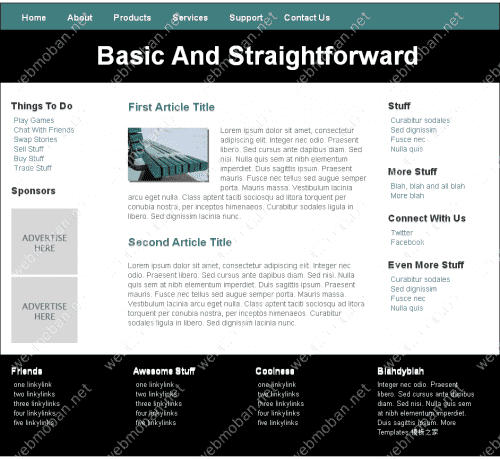 Home About Products Services Support Contact Us
Basic And Straightforward
Things To Do
Play Games
Chat With Friends
Swap Stories
Sell Stuff
Buy Stuff
Trade Stuff
Sponsors
ADVERTISE
HERE
ADVERTISE
HERE
First Article Title
Lorem ipsum dolor sit amet, consectetur
adipiscing elit. Integer nec odio. Praesent
libero. Sed cursus ante dapibus diam. Sed
nisi. Nulla quis sem at nibh elementum
imperdiet. Duis sagittis ipsum. Praesent
mauris. Fusce nec tellus sed augue semper
porta. Mauris massa. Vestibulum lacinia
arcu eget nulla. Class aptent taciti sociosqu ad litora torquent per
conubia nostra, per inceptos himenaeos. Curabitur sodales ligula in
libero. Sed dignissim lacinia nunc.
Second Article Title
Lorem ipsum dolor sit amet, consectetur adipiscing elit. Integer nec
odio. Praesent libero. Sed cursus ante dapibus diam. Sed nisi. Nulla
quis sem at nibh elementum imperdiet. Duis sagittis ipsum. Praesent
mauris. Fusce nec tellus sed augue semper porta. Mauris massa.
Vestibulum lacinia arcu eget nulla. Class aptent taciti sociosqu ad litora
torquent per conubia nostra, per inceptos himenaeos. Curabitur
sodales ligula in libero. Sed dignissim lacinia nunc.
Stuff
Curabitur sodales
Sed dignissim
Fusce nec
Nulla quis
More Stuff
Blah, blah and all blah
More blah
Connect With Us
Twitter
Facebook
Even More Stuff
Curabitur sodales
Sed dignissim
Fusce nec
Nulla quis
Friends
one linkylink
two linkylinks
three linkylinks
four linkylinks
five linkylinks
Awesome Stuff
one linkylink
two linkylinks
three linkylinks
four linkylinks
five linkylinks
Coolness
one linkylink
two linkylinks
three linkylinks
four linkylinks
five linkylinks
Blahdyblah
Integer nec odio. Praesent
libero. Sed cursus ante dapibus
diam. Sed nisi. Nulla quis sem
at nibh elementum imperdiet.
Duis sagittis ipsum. More
Templates 模板之家
webmoban.net